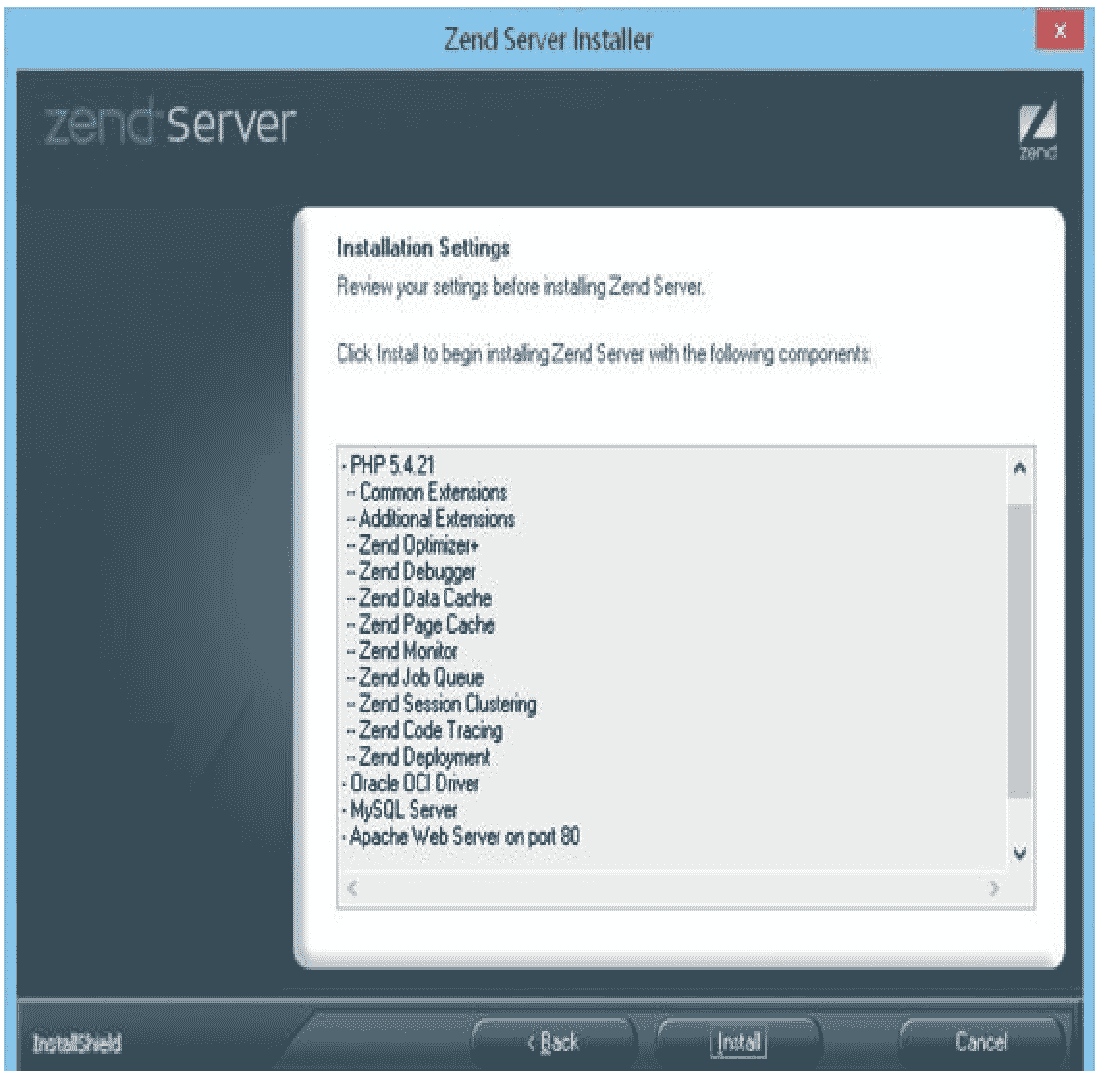 Zend Server Installer
x
zend server
zend
Installation Settings
Review your settings before installing Zend Server.
Click Install to begin installing Zend Server with the following components:
- PHP 5.4.21
-- Common Extensions
-- Additional Extensions
-- Zend Optimizer+
-- Zend Debugger
-- Zend Data Cache
-- Zend Page Cache
-- Zend Monitor
-- Zend Job Queue
-- Zend Session Clustering
-- Zend Code Tracing
-- Zend Deployment
- Oracle OCI Driver
- MySQL Server
- Apache Web Server on port 80
InstallShield
< Back
Install
Cancel